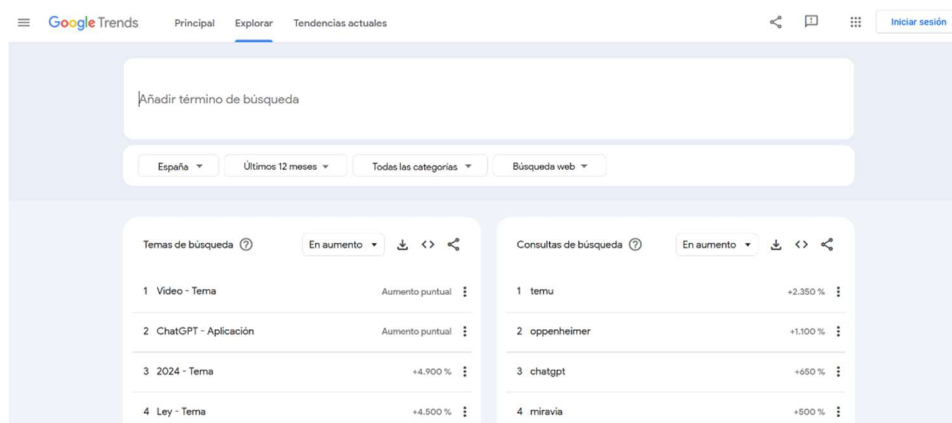 Google Trends Principal Explorar Tendencias actuales Iniciar sesión
Añadir término de búsqueda
España Últimos 12 meses Todas las categorías Búsqueda web
Temas de búsqueda En aumento
1 Video - Tema Aumento puntual
2 ChatGPT - Aplicación Aumento puntual
3 2024 - Tema +4.900 %
4 Ley - Tema +4.500 %
Consultas de búsqueda En aumento
1 temu +2.350 %
2 oppenheimer +1.100 %
3 chatgpt +650 %
4 miravia +500 %